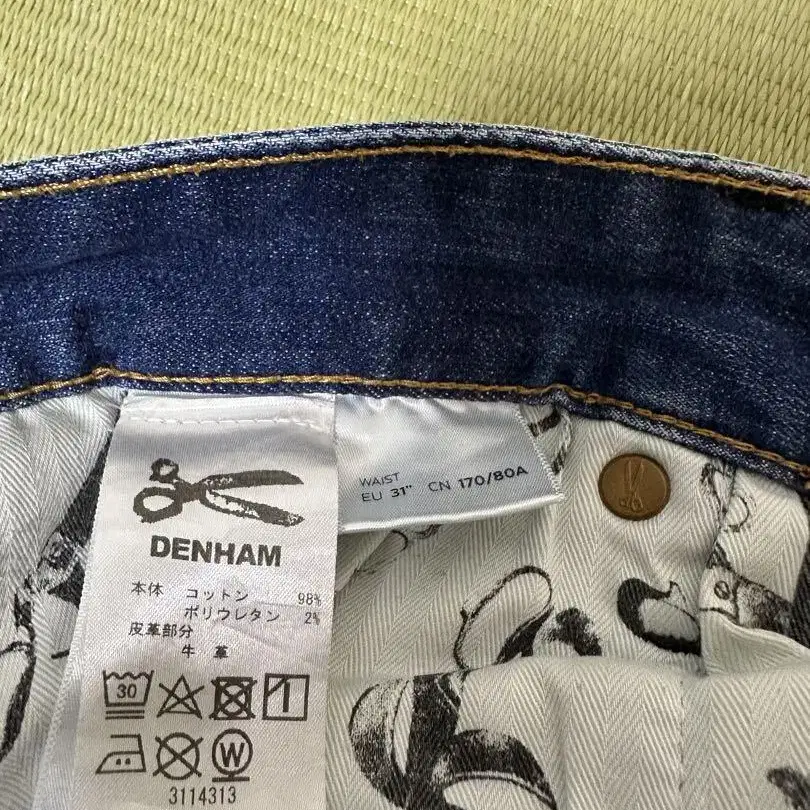 WAIST
EU 31" CN 170/80A
DENHAM
本体 コットン 98%
ポリウレタン 2%
皮革部分
牛 革
30
W
3114313